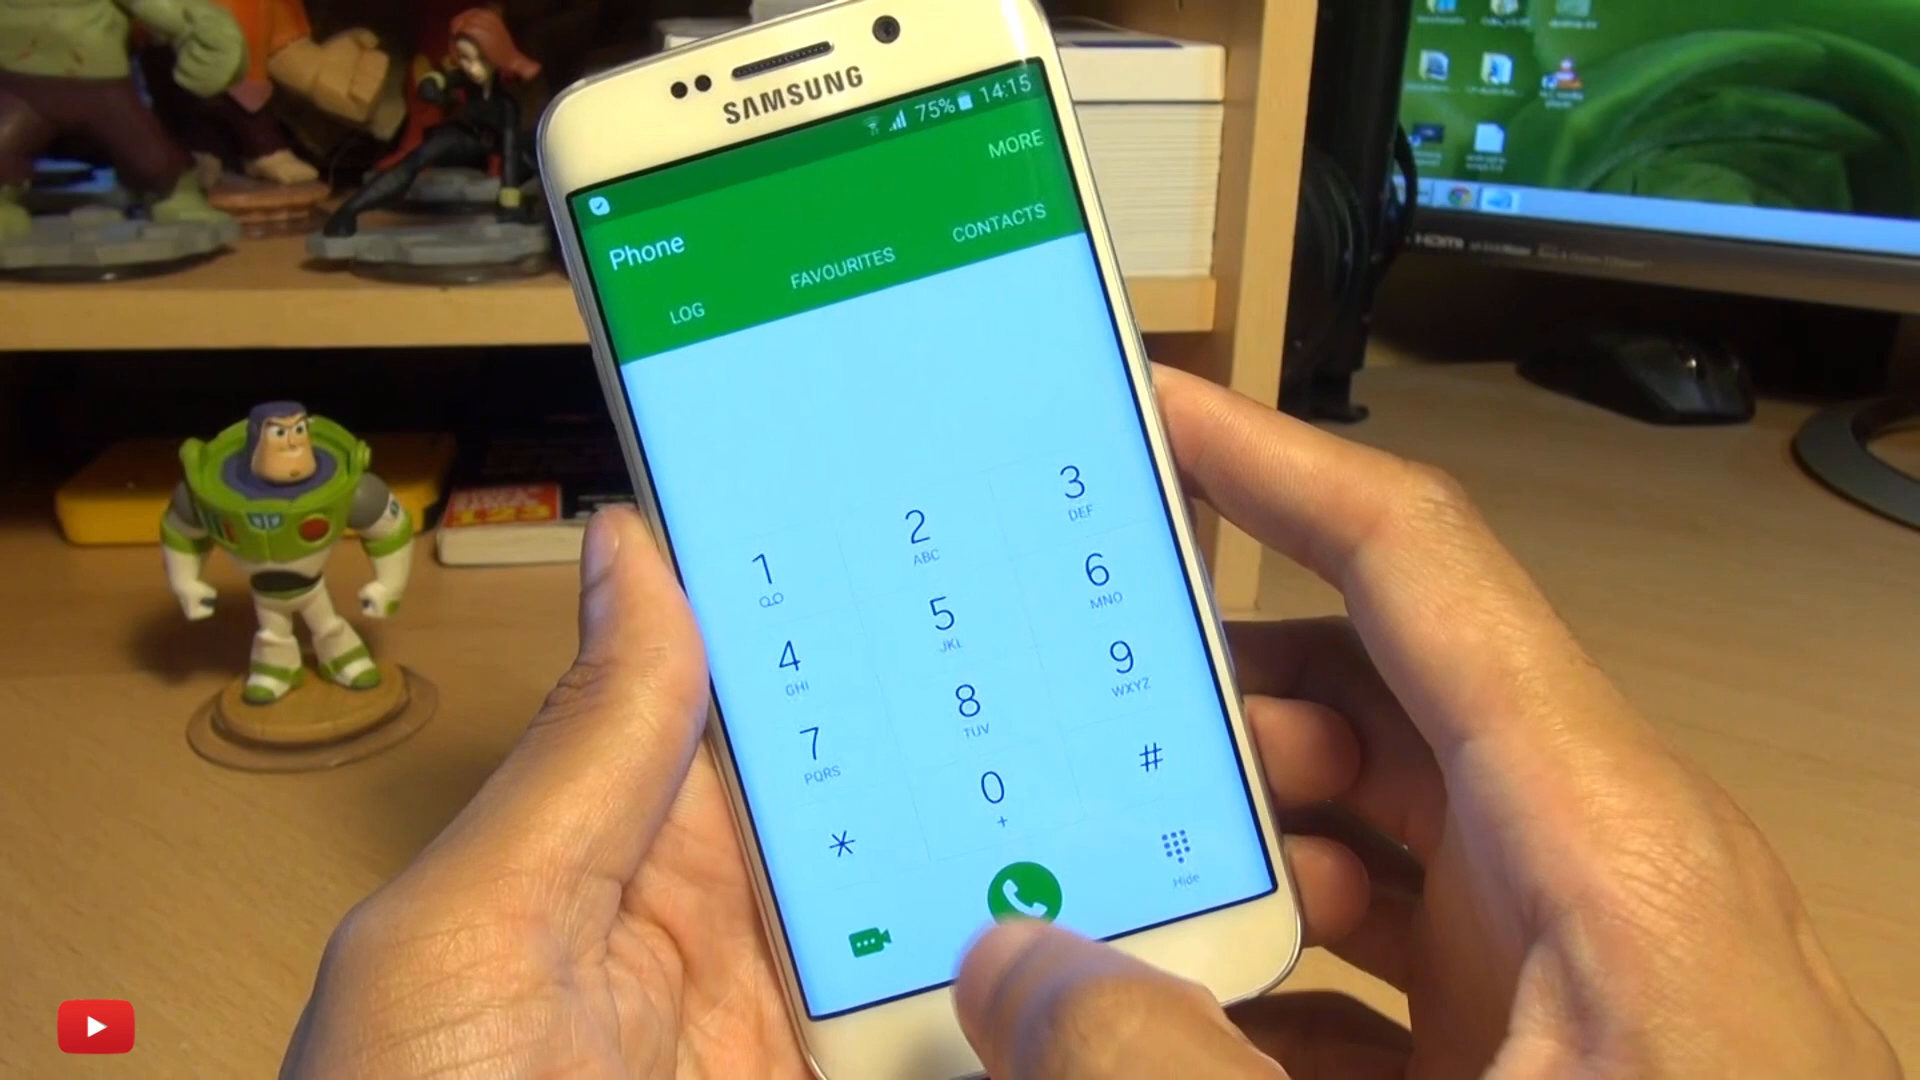 SAMSUNG
75% 14:15
MORE
Phone
LOG FAVOURITES CONTACTS
1 2 ABC 3 DEF
4 GHI 5 JKL 6 MNO
7 PQRS 8 TUV 9 WXYZ
* 0 + #
Hide
HDMI